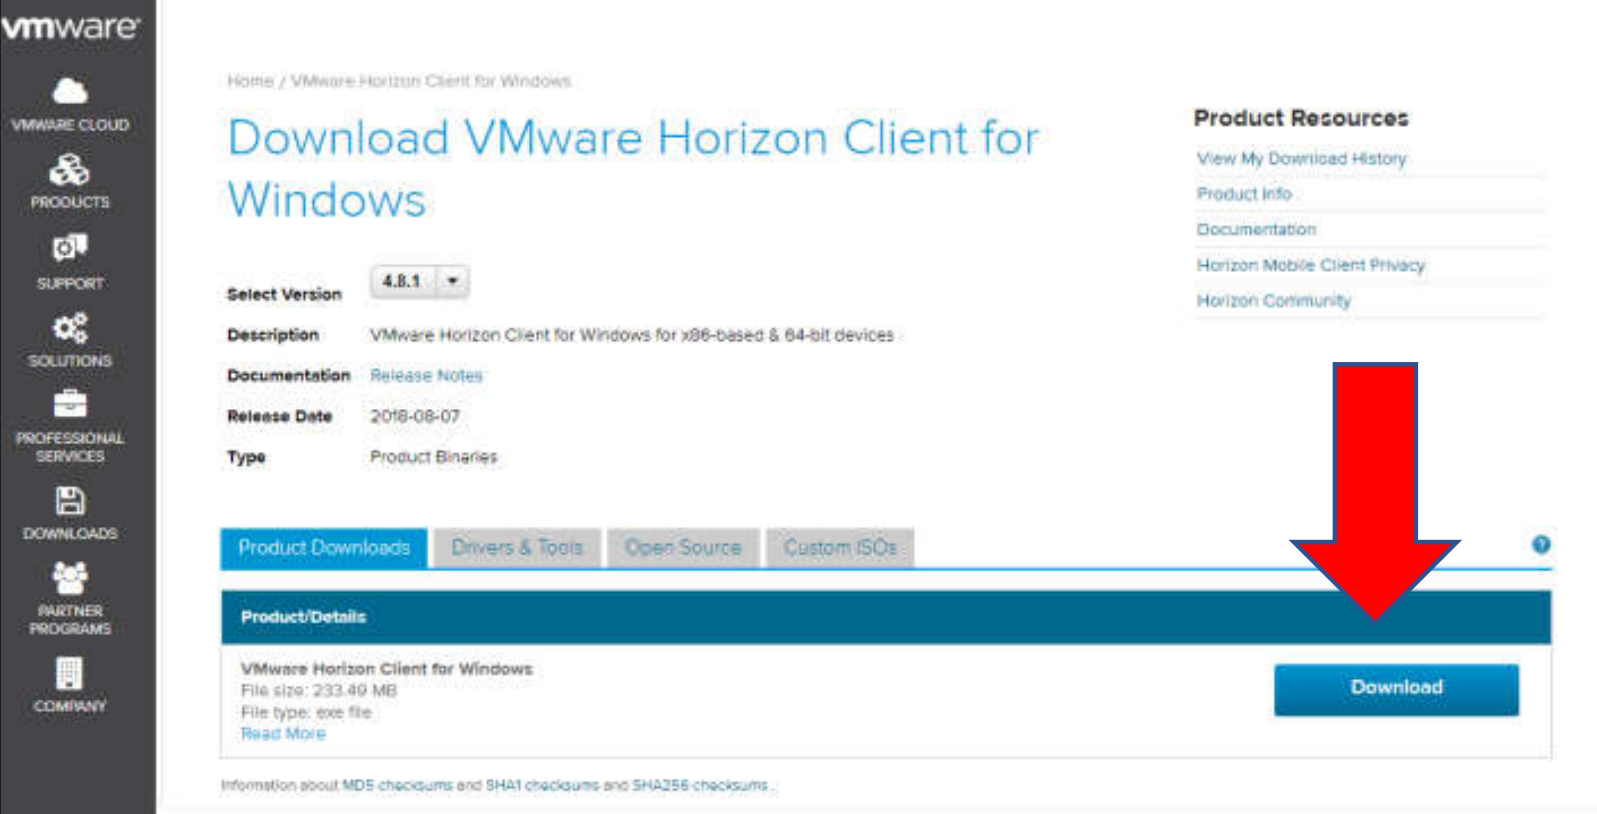 vmware
VMWARE CLOUD
PRODUCTS
SUPPORT
SOLUTIONS
PROFESSIONAL
SERVICES
DOWNLOADS
PARTNER
PROGRAMS
COMPANY
Home / VMware Horizon Client for Windows
Download VMware Horizon Client for
Windows
Select Version 4.8.1
Description VMware Horizon Client for Windows for x86-based & 64-bit devices
Documentation Release Notes
Release Date 2018-08-07
Type Product Binaries
Product Resources
View My Download History
Product Info
Documentation
Horizon Mobile Client Privacy
Horizon Community
Product Downloads Drivers & Tools Open Source Custom ISOs ?
Product/Details
VMware Horizon Client for Windows
File size: 233.49 MB
File type: exe file
Read More
Download
Information about MD5 checksums and SHA1 checksums and SHA256 checksums.